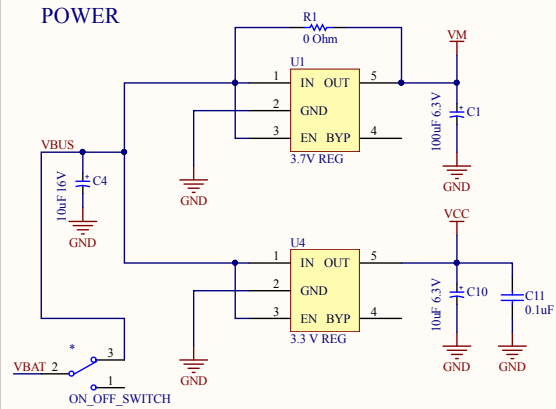 POWER
R1
0 Ohm
VM
U1
1 IN OUT 5
2 GND
3 EN BYP 4
3.7V REG
100uF 6.3V
C1
GND
GND
VBUS
10uF 16V
C4
GND
VCC
U4
1 IN OUT 5
2 GND
3 EN BYP 4
3.3 V REG
10uF 6.3V
C10
C11
0.1uF
GND
GND
GND
*
3
VBAT 2
1
ON_OFF_SWITCH